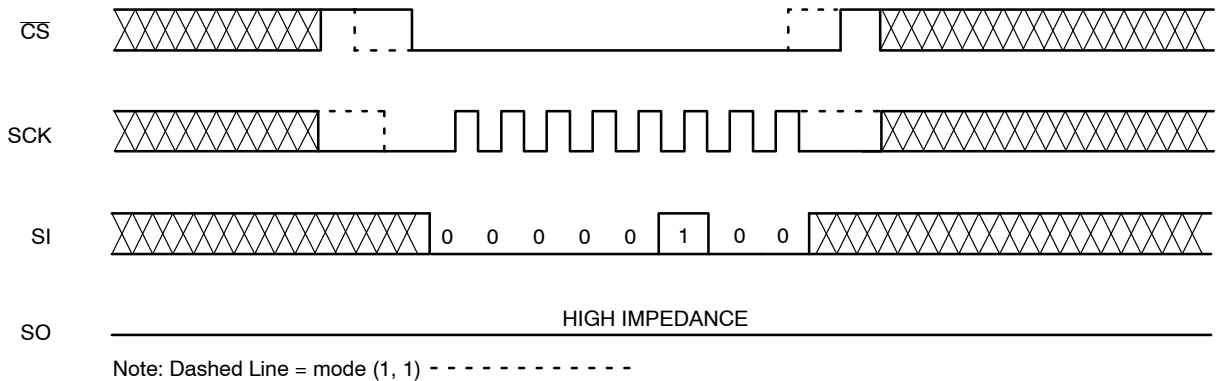 CS
SCK
SI 0 0 0 0 0 1 0 0
HIGH IMPEDANCE
SO
Note: Dashed Line = mode (1, 1)